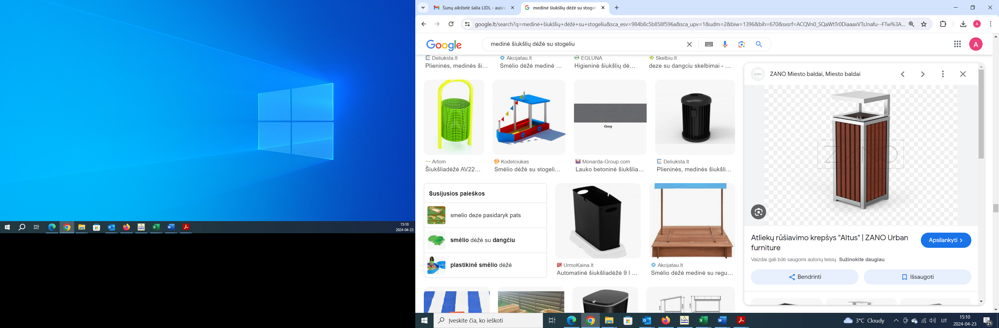 15:10
2024-04-23
Šunų aikštelė šalia LIDL - ausra
medinė šiukšlių dėžė su stogeli
google.lt/search?q=medinė+šiukšlių+dėžė+su+stogeliu&sca_esv=984b8c5b858f596a&sca_upv=1&udm=2&biw=1396&bih=670&sxsrf=ACQVn0_SQaWtTr0DiaaaxVTsJnafu--FTw%3A...
A
Google
medinė šiukšlių dėžė su stogeliu
A
Deliuksta.lt
Plieninės, medinės ši...
Akcijatau.lt
Smėlio dėžė medinė ...
EGLUNA
Higieninė šiukšlių dė...
Skelbiu.lt
deze su dangciu skelbimai - ...
Grey
Artom
Šiukšliadėžė AV22...
Kodelciukas
Smėlio dėžė su stogeli...
Monarda-Group.com
Lauko betoninė šiukšlia...
Deliuksta.lt
Plieninės, medinės šiukšli...
Susijusios paieškos
smelio deze pasidaryk pats
smėlio dėžė su dangčiu
plastikinė smėlio dėžė
UrmoKaina.lt
Automatinė šiukšliadėžė 9 l ...
Akcijatau.lt
Smėlio dėžė medinė su regu...
ZANO
ZANO Miesto baldai, Miesto baldai
ZANO
Atliekų rūšiavimo krepšys "Altus" | ZANO Urban
furniture
Apsilankyti
Vaizdai gali būti saugomi autorių teisių. Sužinokite daugiau
Bendrinti
Išsaugoti
Įveskite čia, ko ieškoti
3°C Cloudy
LIT
15:10
2024-04-23
21